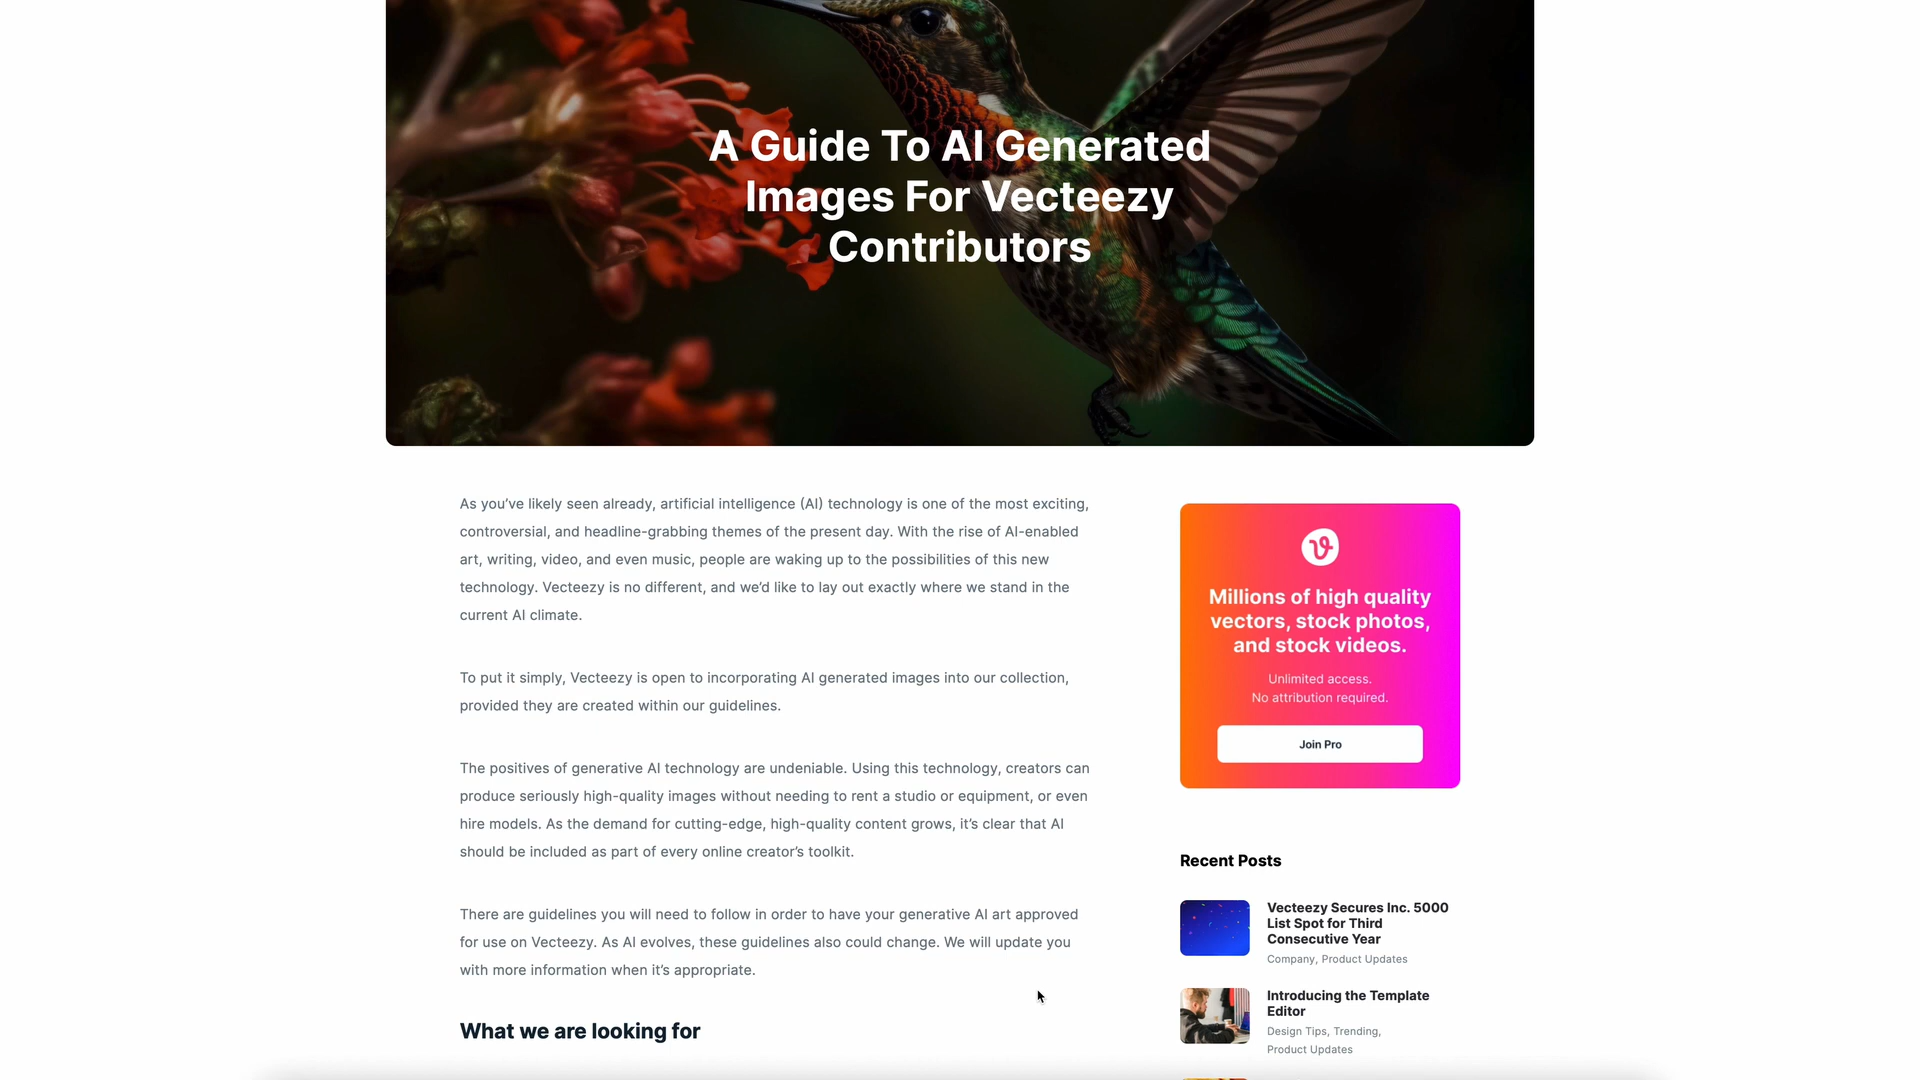 A Guide To AI Generated
Images For Vecteezy
Contributors
As you’ve likely seen already, artificial intelligence (AI) technology is one of the most exciting,
controversial, and headline-grabbing themes of the present day. With the rise of AI-enabled
art, writing, video, and even music, people are waking up to the possibilities of this new
technology. Vecteezy is no different, and we’d like to lay out exactly where we stand in the
current AI climate.
To put it simply, Vecteezy is open to incorporating AI generated images into our collection,
provided they are created within our guidelines.
The positives of generative AI technology are undeniable. Using this technology, creators can
produce seriously high-quality images without needing to rent a studio or equipment, or even
hire models. As the demand for cutting-edge, high-quality content grows, it’s clear that AI
should be included as part of every online creator’s toolkit.
There are guidelines you will need to follow in order to have your generative AI art approved
for use on Vecteezy. As AI evolves, these guidelines also could change. We will update you
with more information when it’s appropriate.
What we are looking for
Millions of high quality
vectors, stock photos,
and stock videos.
Unlimited access.
No attribution required.
Join Pro
Recent Posts
Vecteezy Secures Inc. 5000
List Spot for Third
Consecutive Year
Company, Product Updates
Introducing the Template
Editor
Design Tips, Trending,
Product Updates